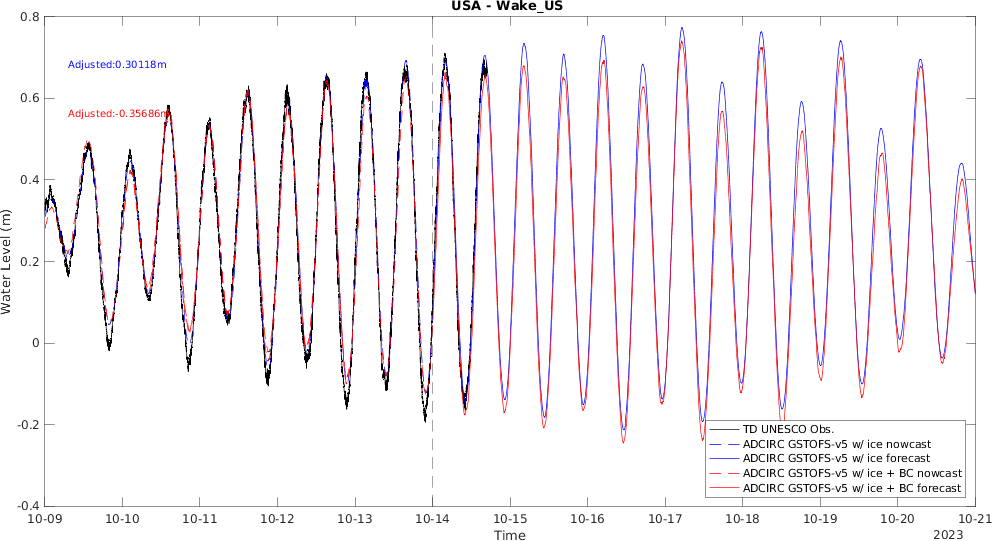 USA - Wake_US
Adjusted:0.30118m
Adjusted:-0.35686m
Water Level (m)
0.8
0.6
0.4
0.2
0
-0.2
-0.4
TD UNESCO Obs.
ADCIRC GSTOFS-v5 w/ ice nowcast
ADCIRC GSTOFS-v5 w/ ice forecast
ADCIRC GSTOFS-v5 w/ ice + BC nowcast
ADCIRC GSTOFS-v5 w/ ice + BC forecast
10-09 10-10 10-11 10-12 10-13 10-14 10-15 10-16 10-17 10-18 10-19 10-20 10-21
Time
2023